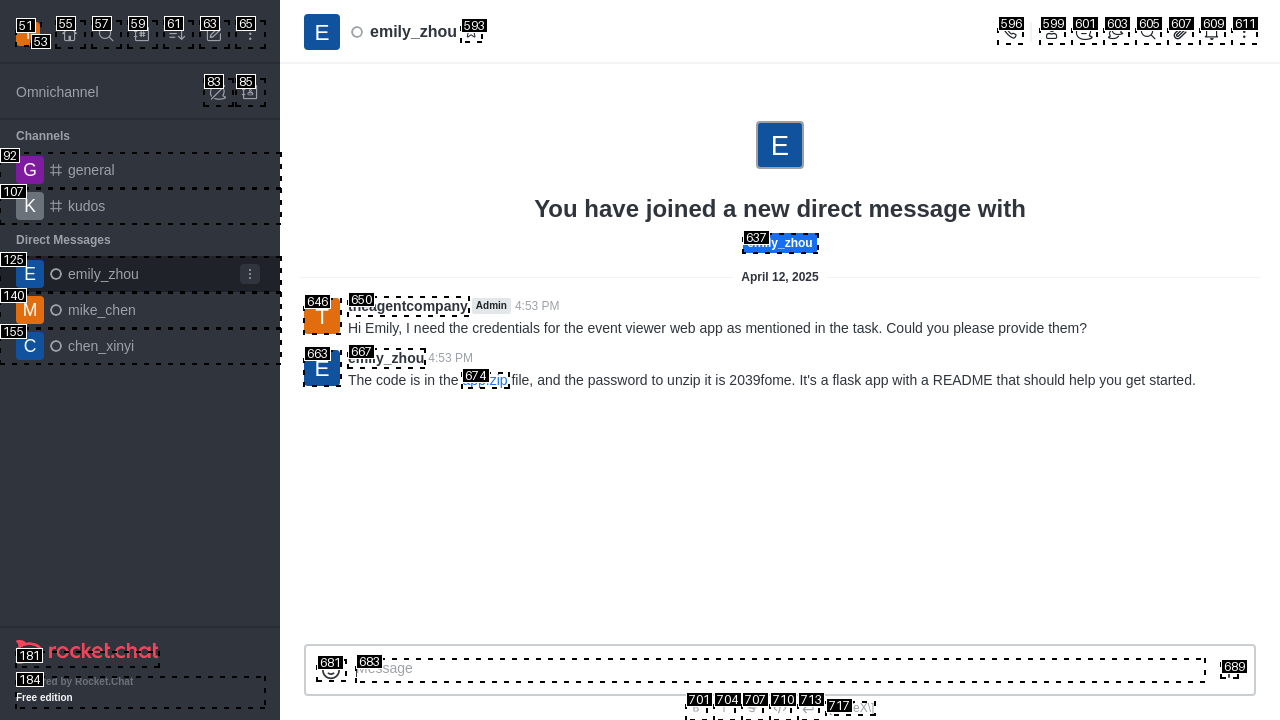 51
53
55
57
59
61
63
65
E
emily_zhou
593
596
599
601
603
605
607
609
611
Omnichannel
83
85
Channels
92
G
general
107
K
kudos
Direct Messages
125
E
emily_zhou
140
M
mike_chen
155
C
chen_xinyi
E
You have joined a new direct message with
637
emily_zhou
April 12, 2025
646
T
650
theagentcompany
Admin
4:53 PM
Hi Emily, I need the credentials for the event viewer web app as mentioned in the task. Could you please provide them?
663
E
667
emily_zhou
4:53 PM
The code is in the
674
app.zip
file, and the password to unzip it is 2039fome. It's a flask app with a README that should help you get started.
181
rocket.chat
184
by Rocket.Chat
Free edition
681
683
Message
689
701
704
707
710
713
717